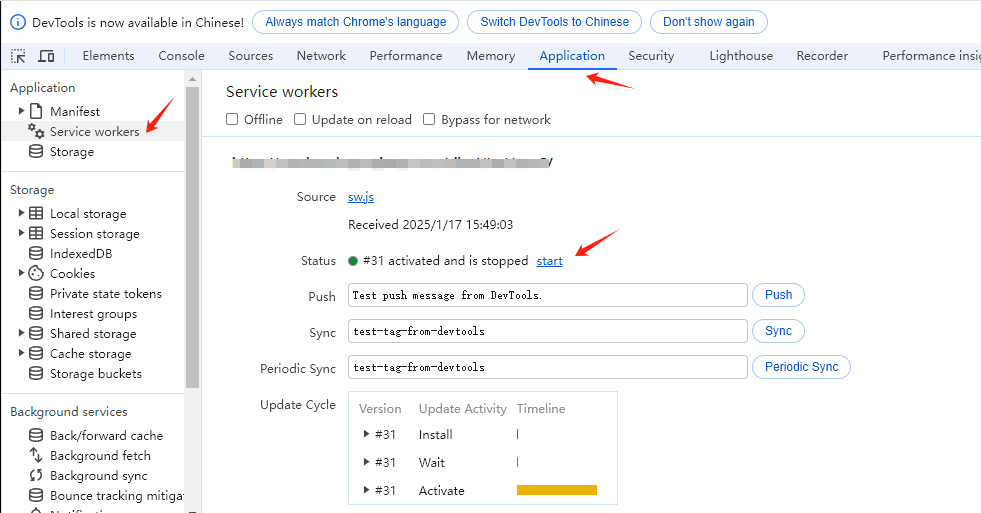 DevTools is now available in Chinese! Always match Chrome's language Switch DevTools to Chinese Don't show again
Elements Console Sources Network Performance Memory Application Security Lighthouse Recorder Performance
Application
Manifest
Service workers
Storage
Storage
Local storage
Session storage
IndexedDB
Cookies
Private state tokens
Interest groups
Shared storage
Cache storage
Storage buckets
Background services
Back/forward cache
Background fetch
Background sync
Bounce tracking
Service workers
Offline Update on reload Bypass for network
Source sw.js
Received 2025/1/17 15:49:03
Status #31 activated and is stopped start
Push Test push message from DevTools. Push
Sync test-tag-from-devtools Sync
Periodic Sync test-tag-from-devtools Periodic Sync
Update Cycle Version Update Activity Timeline
#31 Install
#31 Wait
#31 Activate